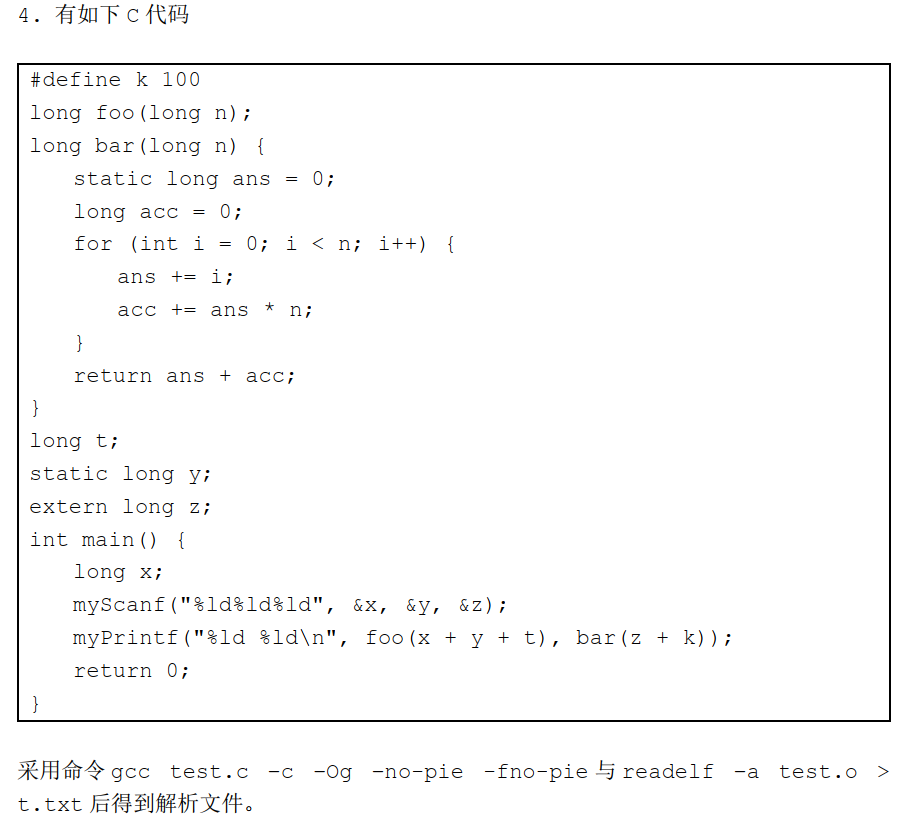 4. 有如下 C 代码
#define k 100
long foo(long n);
long bar(long n) {
    static long ans = 0;
    long acc = 0;
    for (int i = 0; i < n; i++) {
        ans += i;
        acc += ans * n;
    }
    return ans + acc;
}
long t;
static long y;
extern long z;
int main() {
    long x;
    myScanf("%ld%ld%ld", &x, &y, &z);
    myPrintf("%ld %ld\n", foo(x + y + t), bar(z + k));
    return 0;
}
采用命令 gcc test.c -c -Og -no-pie -fno-pie 与 readelf -a test.o >
t.txt 后得到解析文件。